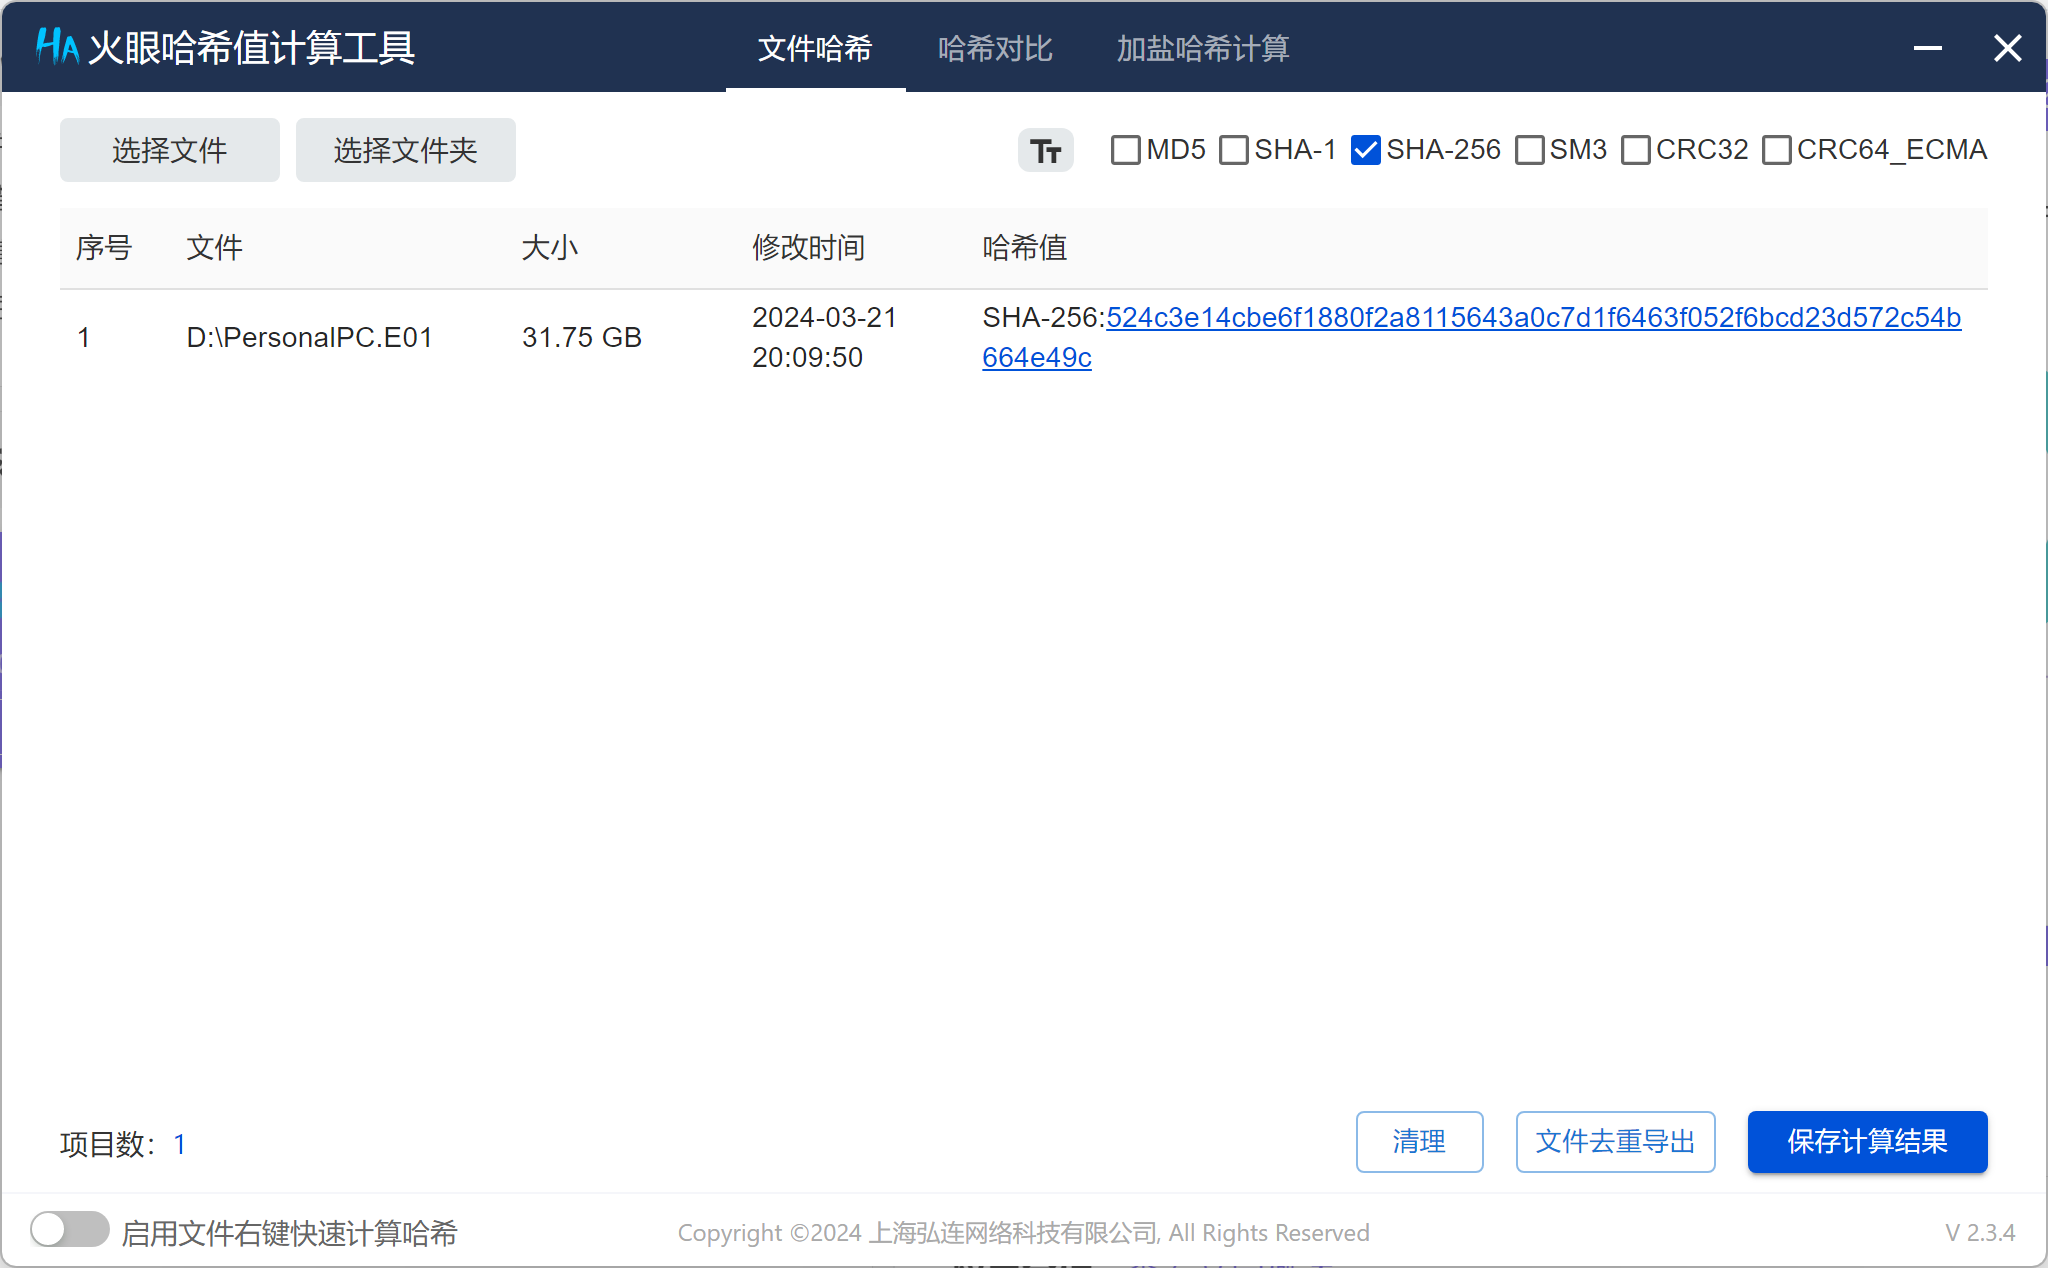 HA 火眼哈希值计算工具
文件哈希 哈希对比 加盐哈希计算
选择文件 选择文件夹 Tт MD5 SHA-1 SHA-256 SM3 CRC32 CRC64_ECMA
序号 文件 大小 修改时间 哈希值
1 D:\PersonalPC.E01 31.75 GB
2024-03-21
20:09:50
SHA-256:524c3e14cbe6f1880f2a8115643a0c7d1f6463f052f6bcd23d572c54b
664e49c
项目数：1
清理 文件去重导出 保存计算结果
启用文件右键快速计算哈希
Copyright ©2024 上海弘连网络科技有限公司, All Rights Reserved
V 2.3.4